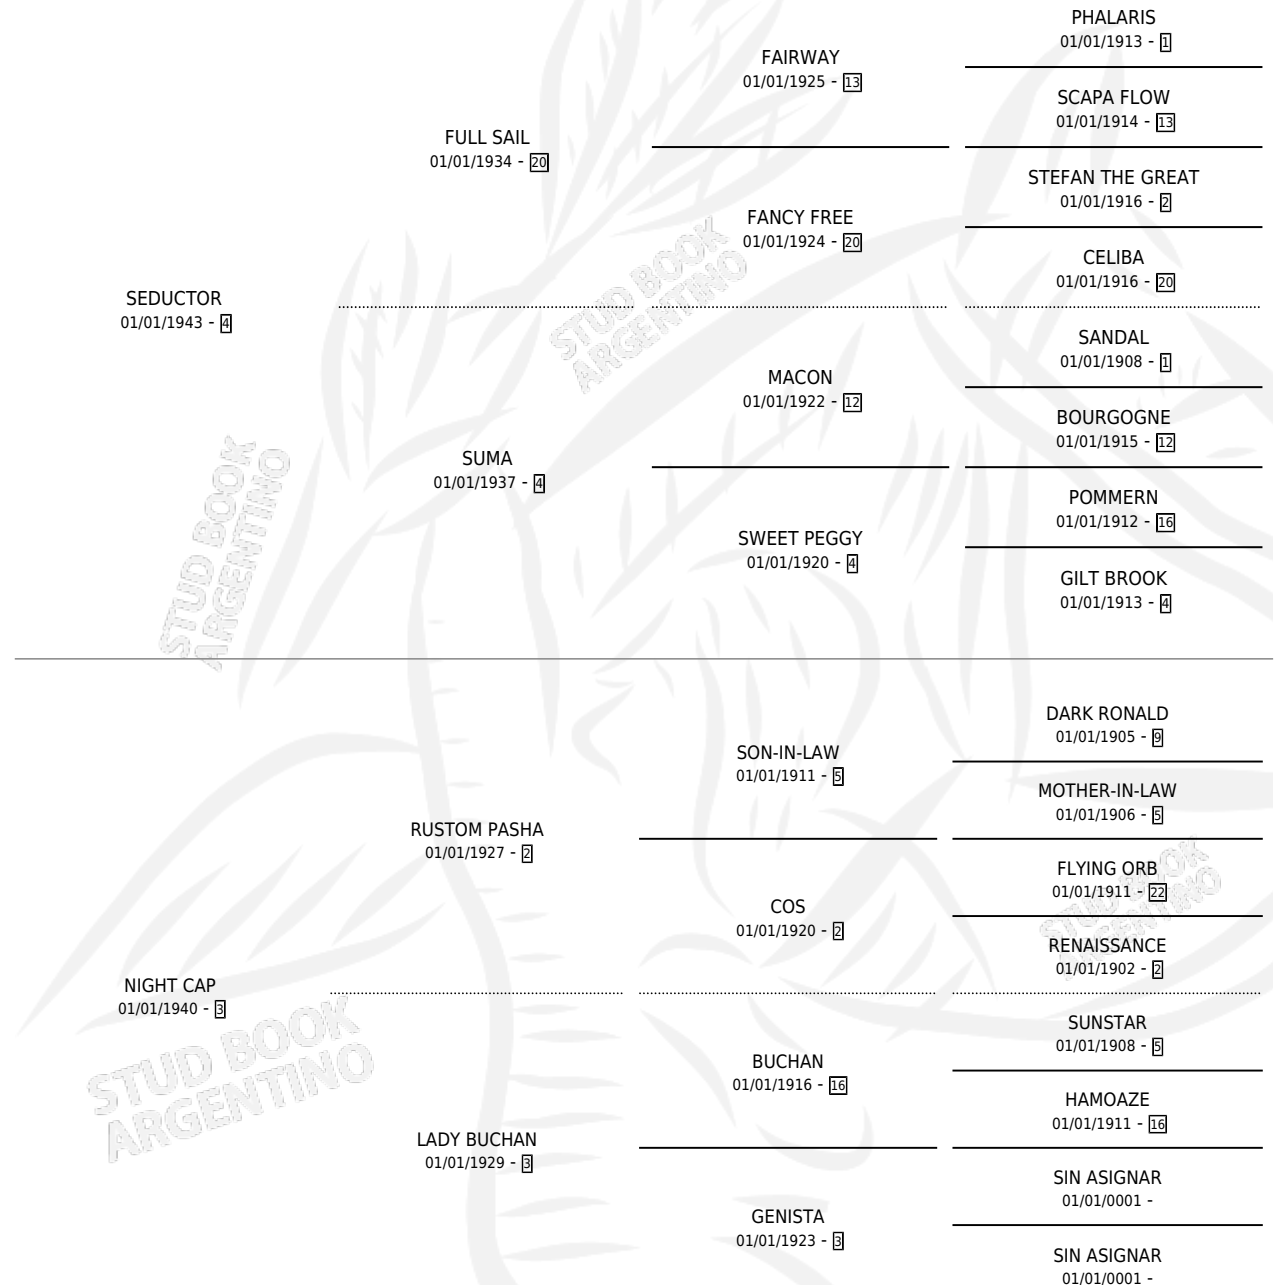 PHALARIS
01/01/1913 - 1
FAIRWAY
01/01/1925 - 13
SCAPA FLOW
01/01/1914 - 13
FULL SAIL
01/01/1934 - 20
STEFAN THE GREAT
01/01/1916 - 2
FANCY FREE
01/01/1924 - 20
CELIBA
01/01/1916 - 20
SEDUCTOR
01/01/1943 - 4
STUD BOOK
ARGENTINO
SANDAL
01/01/1908 - 1
MACON
01/01/1922 - 12
BOURGOGNE
01/01/1915 - 12
SUMA
01/01/1937 - 4
POMMERN
01/01/1912 - 16
SWEET PEGGY
01/01/1920 - 4
GILT BROOK
01/01/1913 - 4
STUD BOOK
ARGENTINO
DARK RONALD
01/01/1905 - 9
SON-IN-LAW
01/01/1911 - 5
MOTHER-IN-LAW
01/01/1906 - 5
RUSTOM PASHA
01/01/1927 - 2
FLYING ORB
01/01/1911 - 22
COS
01/01/1920 - 2
RENAISSANCE
01/01/1902 - 2
STUD BOOK
ARGENTINO
NIGHT CAP
01/01/1940 - 3
SUNSTAR
01/01/1908 - 5
BUCHAN
01/01/1916 - 16
HAMOAZE
01/01/1911 - 16
STUD BOOK
ARGENTINO
LADY BUCHAN
01/01/1929 - 3
SIN ASIGNAR
01/01/0001 -
GENISTA
01/01/1923 - 3
SIN ASIGNAR
01/01/0001 -